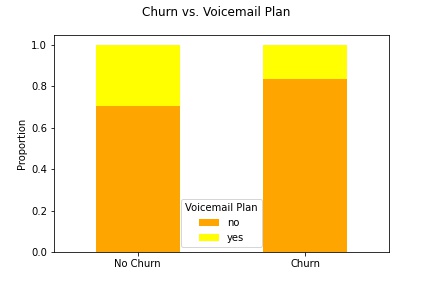 Churn vs. Voicemail Plan
1.0
0.8
0.6
0.4
0.2
0.0
Proportion
Voicemail Plan
no
yes
No Churn
Churn